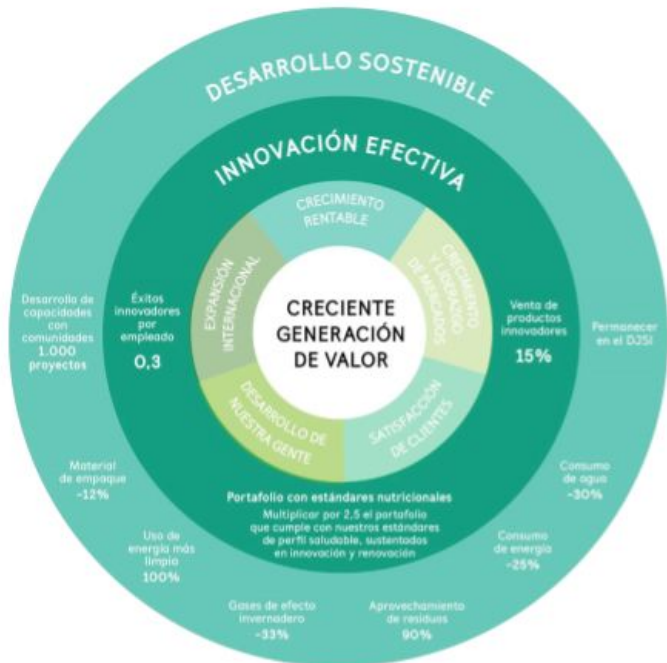 DESARROLLO SOSTENIBLE
INNOVACIÓN EFECTIVA
CRECIMIENTO
RENTABLE
EXPANSIÓN
INTERNACIONAL
CRECIMIENTO
Y LIDERAZGO
DE MERCADOS
CRECIENTE
GENERACIÓN
DE VALOR
DESARROLLO DE
NUESTRA GENTE
SATISFACCIÓN
DE CLIENTES
Desarrollo de
capacidades
con
comunidades
1.000
proyectos
Éxitos
innovadores
por
empleado
0,3
Venta de
productos
innovadores
15%
Permanecer
en el DJSI
Portafolio con estándares nutricionales
Multiplicar por 2,5 el portafolio
que cumple con nuestros estándares
de perfil saludable, sustentados
en innovación y renovación
Material
de empaque
-12%
Uso de
energía más
limpia
100%
Gases de efecto
invernadero
-33%
Aprovechamiento
de residuos
90%
Consumo
de energía
-25%
Consumo
de agua
-30%